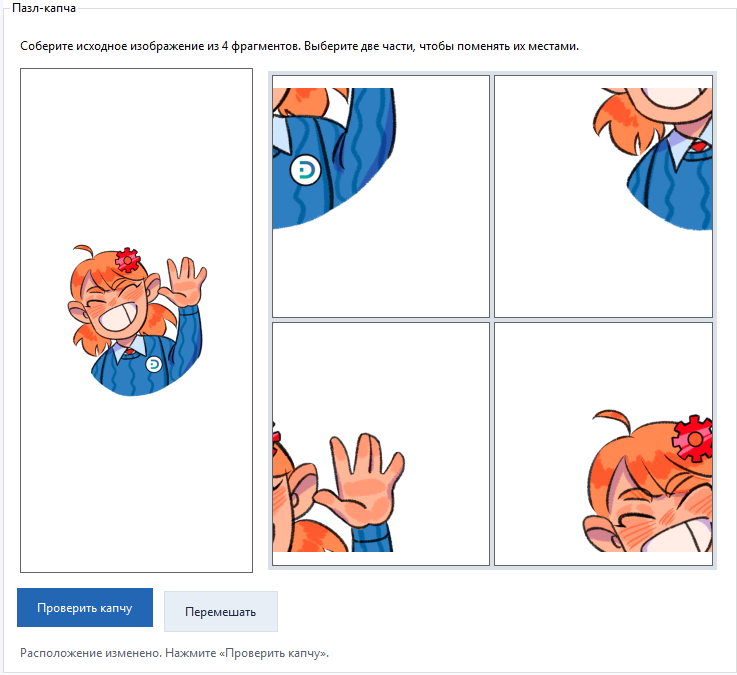 Пазл-капча
Соберите исходное изображение из 4 фрагментов. Выберите две части, чтобы поменять их местами.
Проверить капчу
Перемешать
Расположение изменено. Нажмите «Проверить капчу».